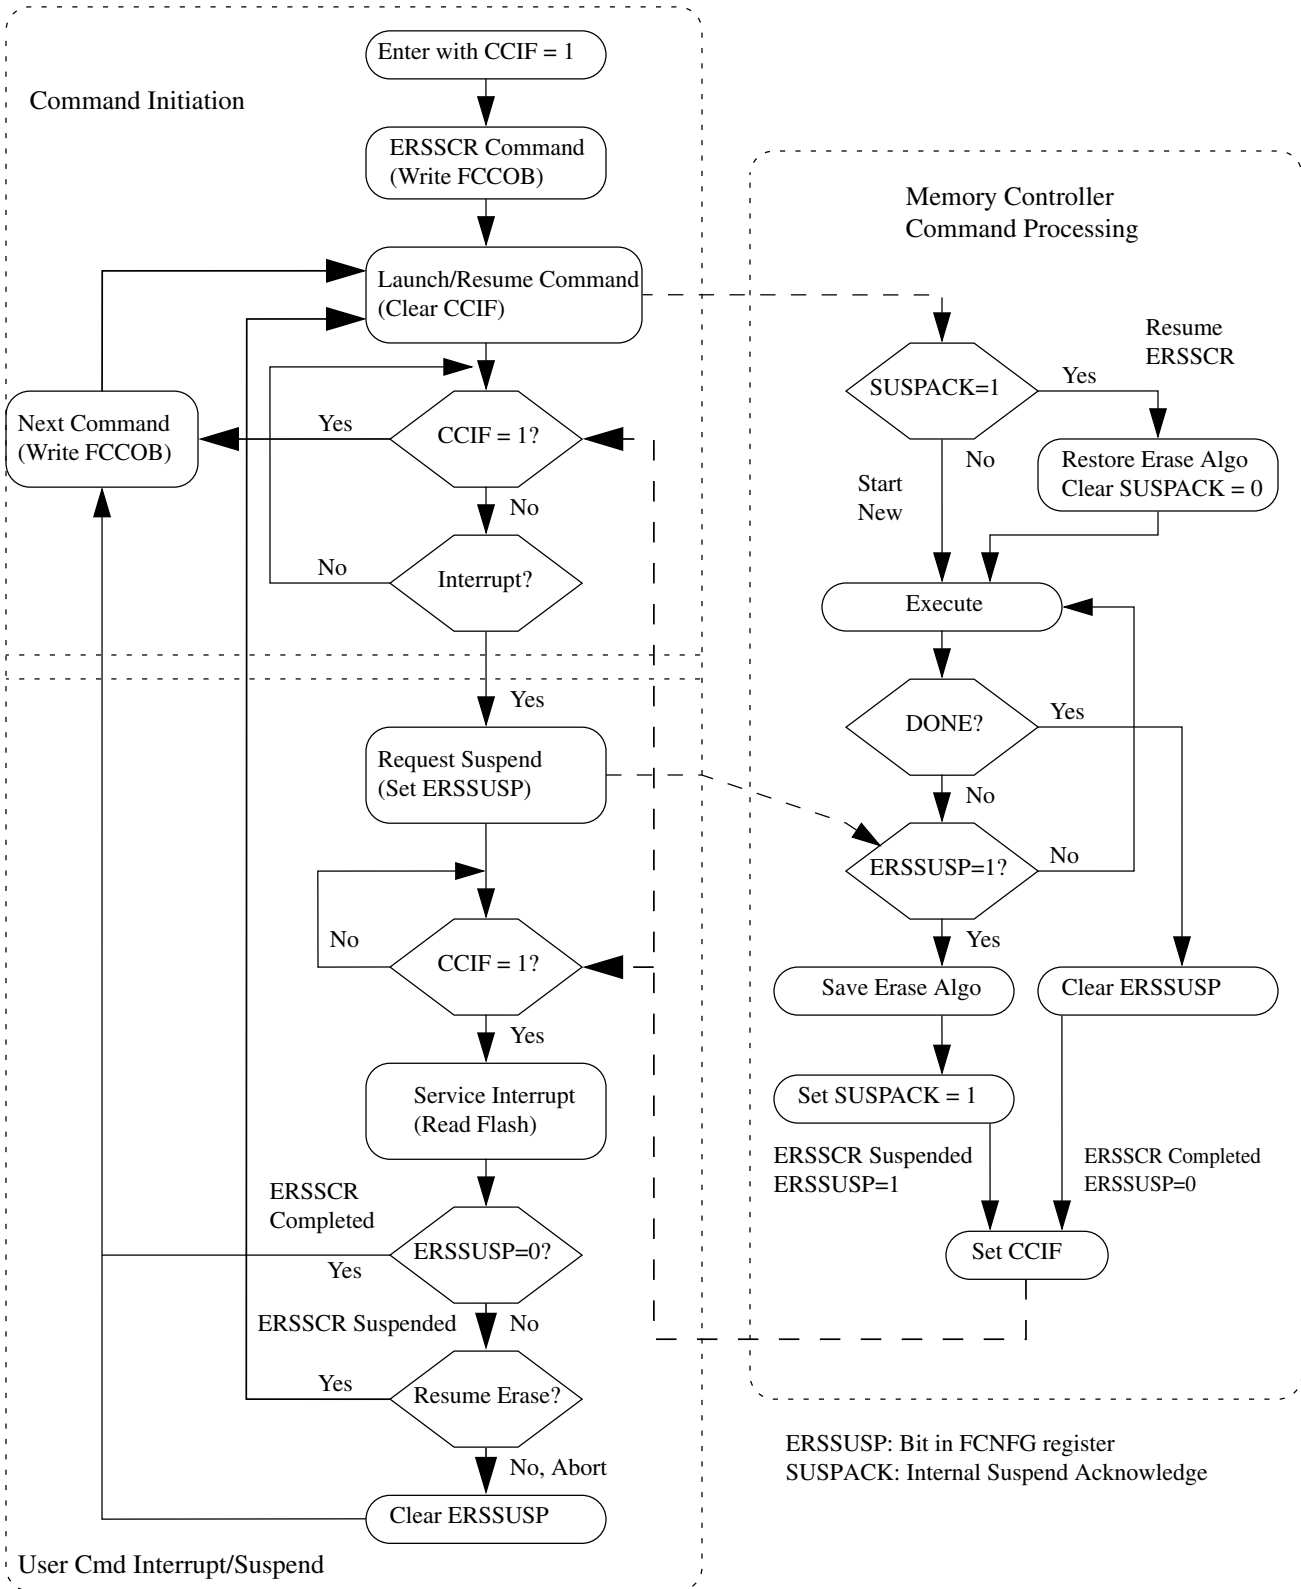 Enter with CCIF = 1
Command Initiation
ERSSCR Command
(Write FCCOB)
Launch/Resume Command
(Clear CCIF)
Next Command
(Write FCCOB)
Yes
CCIF = 1?
No
No
Interrupt?
Yes
Request Suspend
(Set ERSSUSP)
No
CCIF = 1?
Yes
Service Interrupt
(Read Flash)
ERSSCR
Completed
ERSSUSP=0?
Yes
ERSSCR Suspended
No
Yes
Resume Erase?
No, Abort
Clear ERSSUSP
User Cmd Interrupt/Suspend
Memory Controller
Command Processing
Resume
ERSSCR
SUSPACK=1
Yes
No
Restore Erase Algo
Clear SUSPACK = 0
Start
New
Execute
DONE?
Yes
No
ERSSUSP=1?
No
Yes
Save Erase Algo
Clear ERSSUSP
Set SUSPACK = 1
ERSSCR Suspended
ERSSUSP=1
ERSSCR Completed
ERSSUSP=0
Set CCIF
ERSSUSP: Bit in FCNFG register
SUSPACK: Internal Suspend Acknowledge